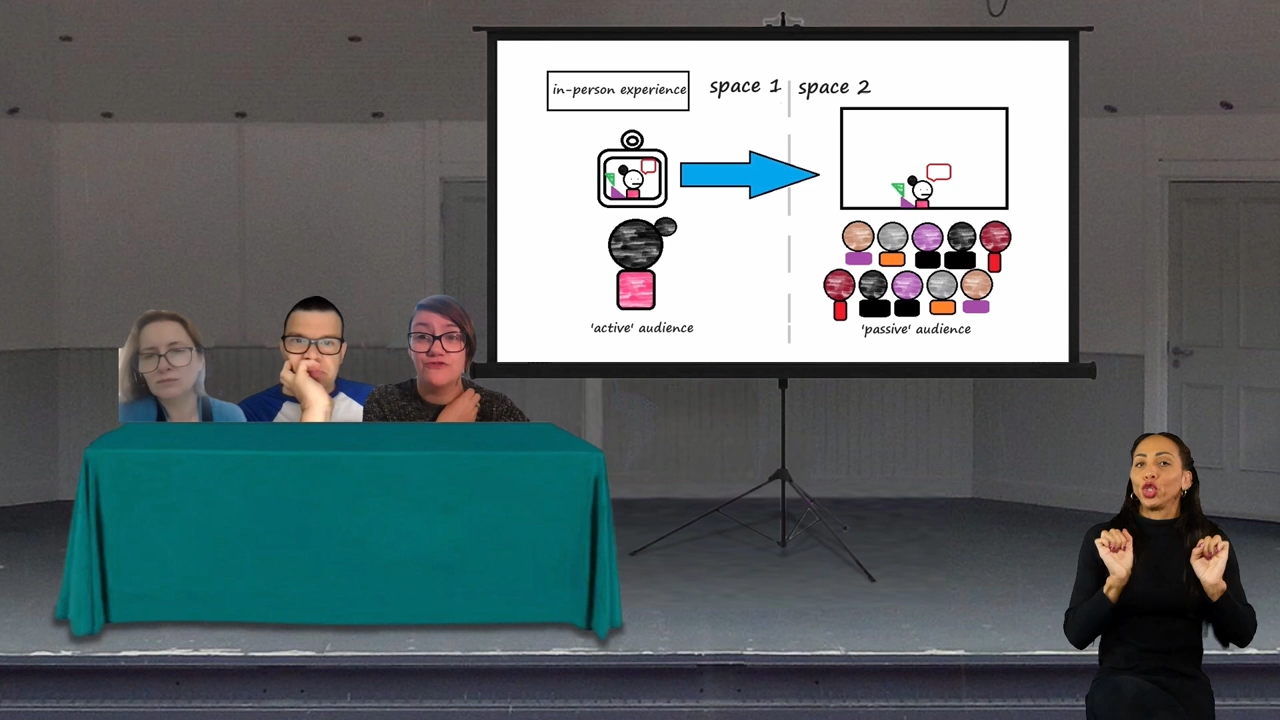 in-person experience
space 1
space 2
'active' audience
'passive' audience